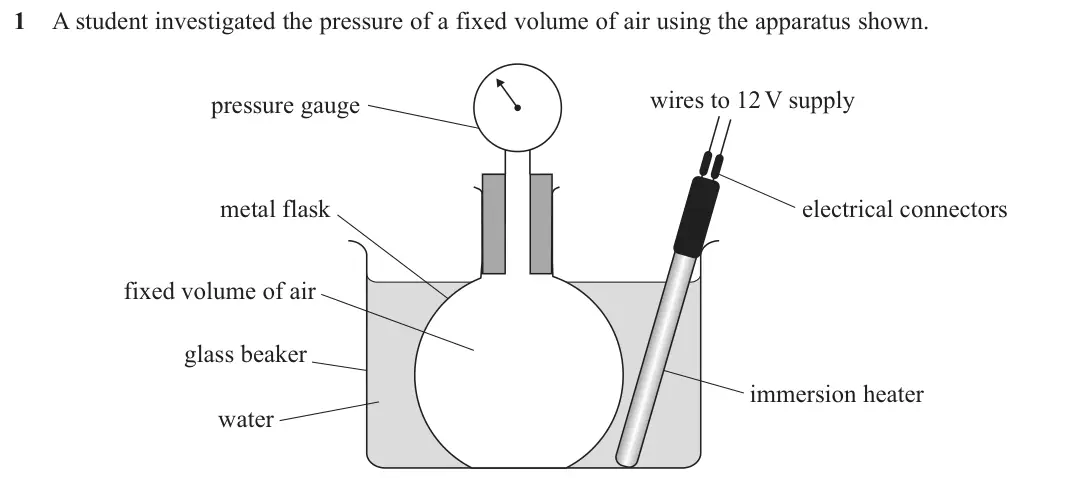 1 A student investigated the pressure of a fixed volume of air using the apparatus shown.
pressure gauge
wires to 12 V supply
metal flask
electrical connectors
fixed volume of air
glass beaker
immersion heater
water